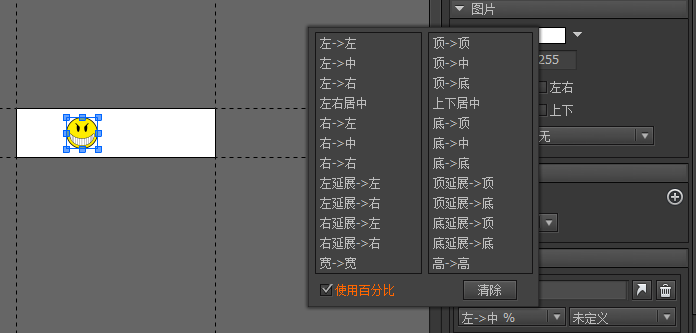 图片
255
左右
上下
无
左->左
左->中
左->右
左右居中
右->左
右->中
右->右
左延展->左
左延展->右
右延展->左
右延展->右
宽->宽
顶->顶
顶->中
顶->底
上下居中
底->顶
底->中
底->底
顶延展->顶
顶延展->底
底延展->顶
底延展->底
高->高
使用百分比
清除
左->中 %
未定义